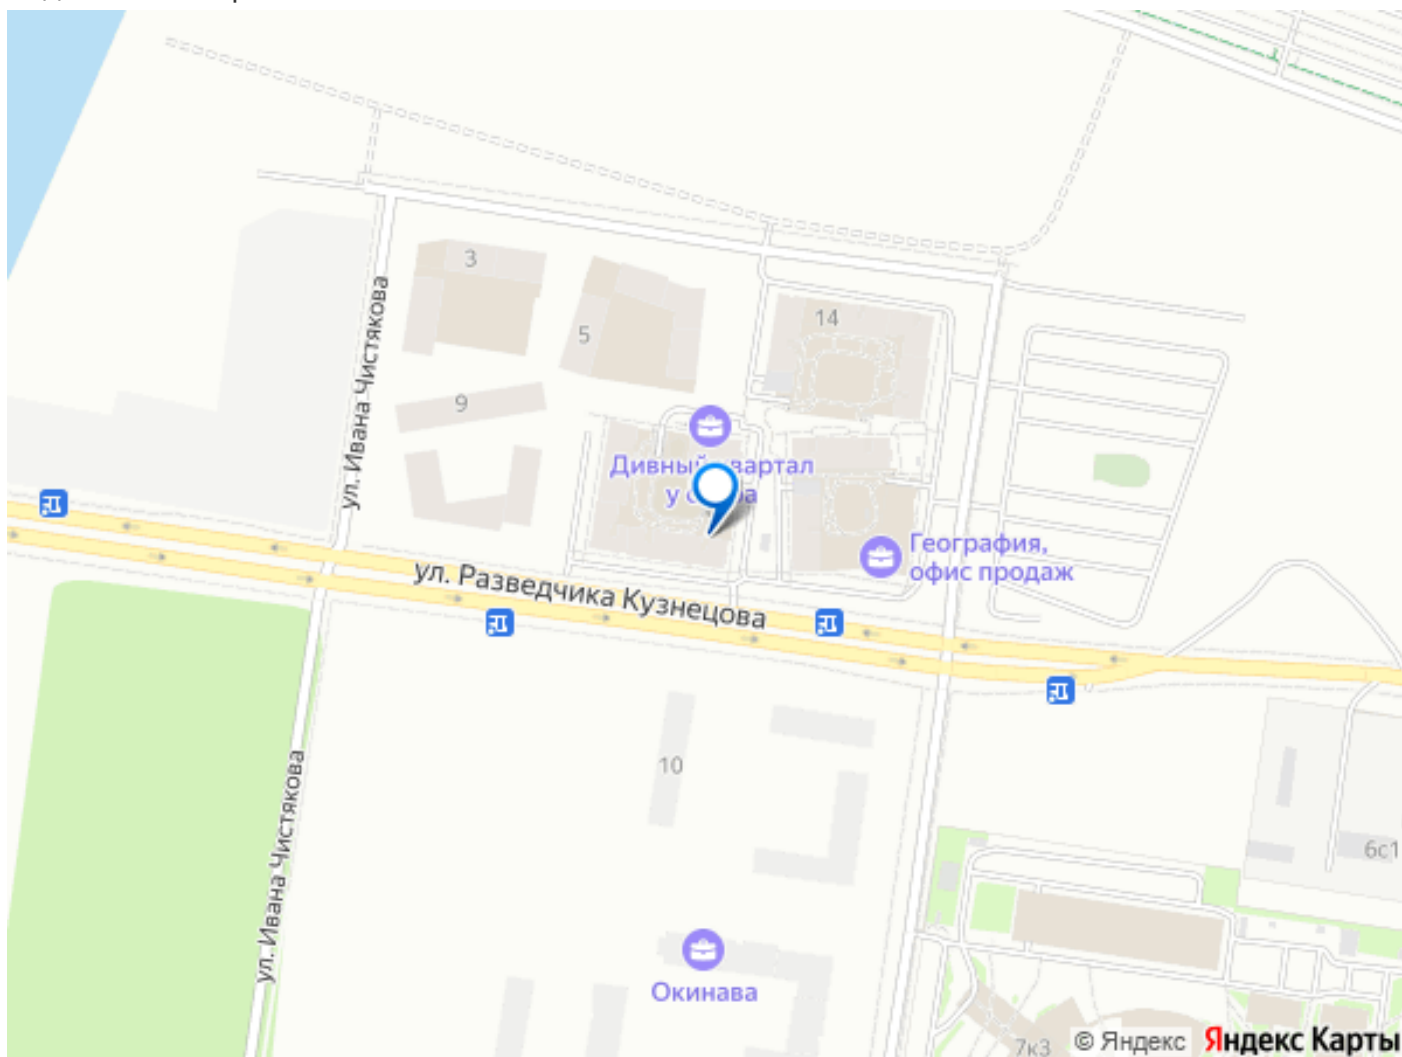 3
14
5
ул. Ивана Чистякова
9
Дивный квартал
География,
офис продаж
ул. Разведчика Кузнецова
10
ул. Ивана Чистякова
6с1
Окинава
7к3
© Яндекс Яндекс Карты